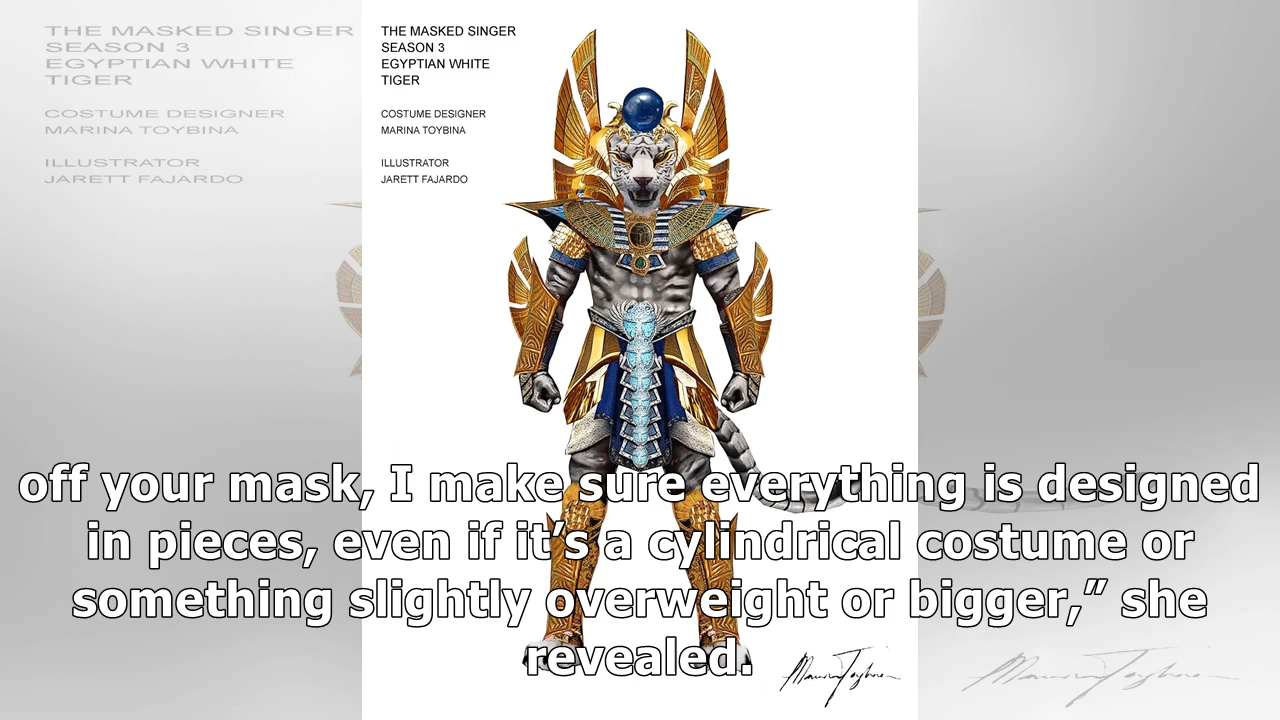 THE MASKED SINGER
SEASON 3
EGYPTIAN WHITE
TIGER
COSTUME DESIGNER
MARINA TOYBINA
ILLUSTRATOR
JARETT FAJARDO
THE MASKED SINGER
SEASON 3
EGYPTIAN WHITE
TIGER
COSTUME DESIGNER
MARINA TOYBINA
ILLUSTRATOR
JARETT FAJARDO
off your mask, I make sure everything is designed
in pieces, even if it’s a cylindrical costume or
something slightly overweight or bigger,” she
revealed.